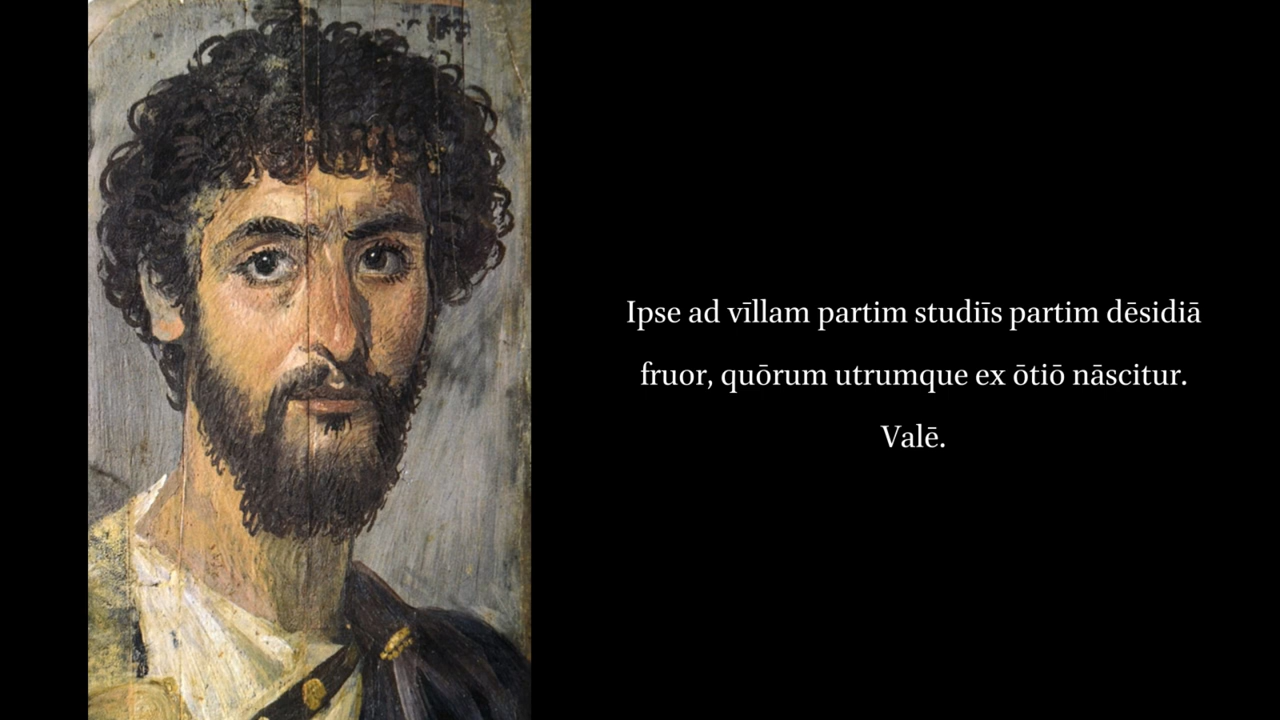 Ipse ad vīllam partim studiīs partim dēsidiā
fruor, quōrum utrumque ex ōtiō nāscitur.
Valē.